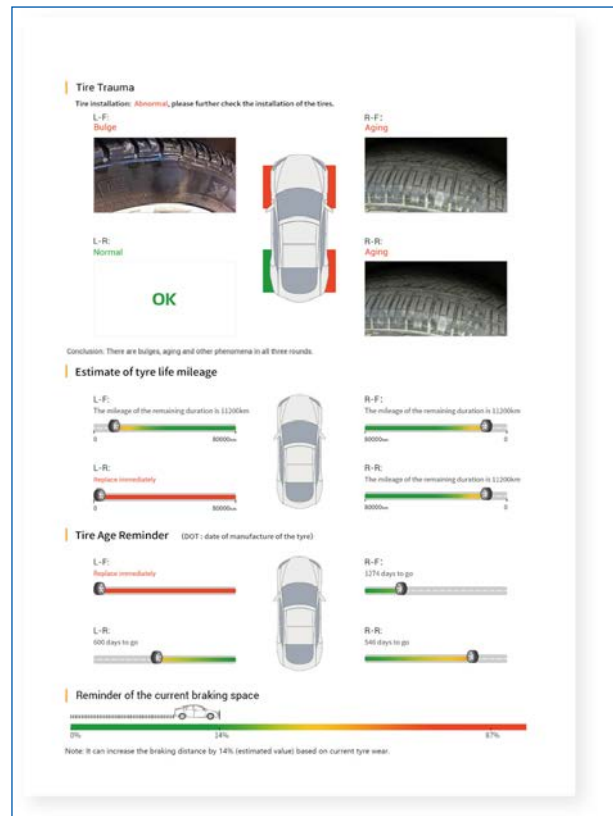 Tire Trauma
Tire installation: Abnormal, please further check the installation of the tires.
L-F:
Bulge
R-F:
Aging
L-R:
Normal
OK
R-R:
Aging
Conclusion. There are bulges, aging and other phenomena in all three rounds.
Estimate of tyre life mileage
L-F:
The mileage of the remaining duration is 11200km
0 80000km
R-F:
The mileage of the remaining duration is 11200km
80000km 0
L-R:
Replace immediately
0 80000km
R-R:
The mileage of the remaining duration is 11200km
80000km 0
Tire Age Reminder (DOT : date of manufacture of the tyre)
L-F:
Replace immediately
R-F:
1274 days to go
L-R:
600 days to go
R-R:
546 days to go
Reminder of the current braking space
0% 14% 87%
Note: It can increase the braking distance by 14% (estimated value) based on current tyre wear.